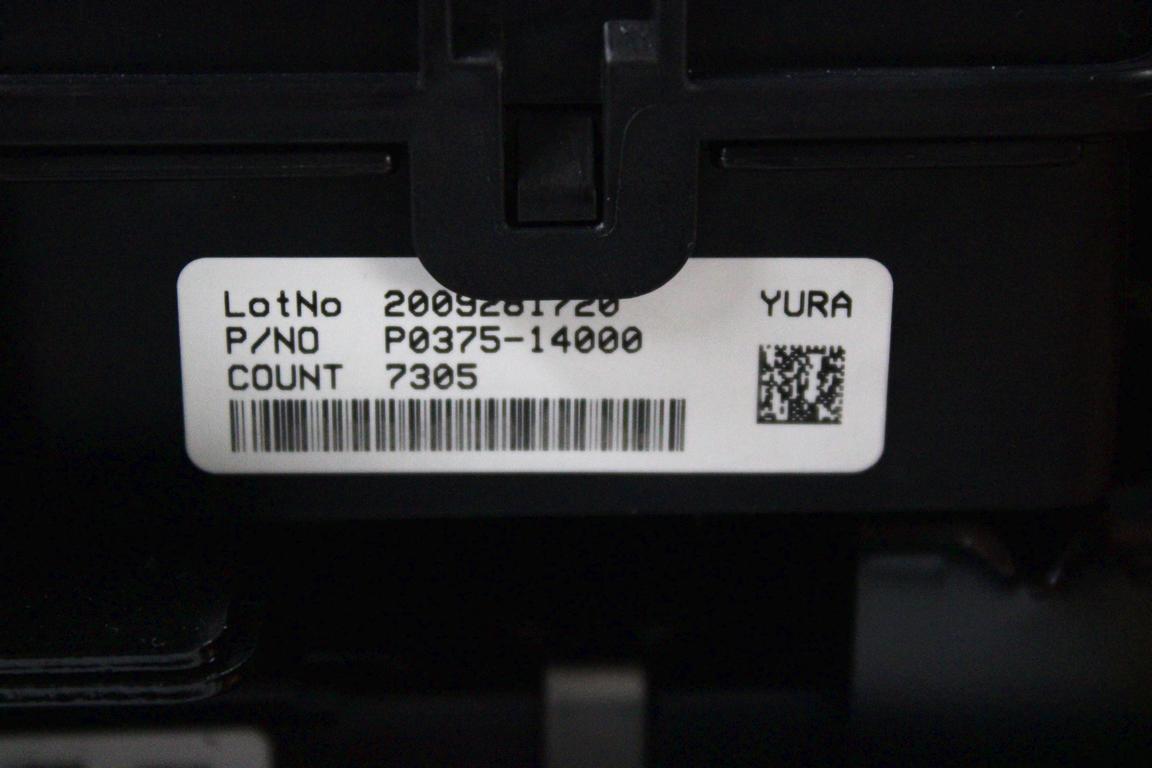 LotNo 2009281720 YURA
P/NO P0375-14000
COUNT 7305